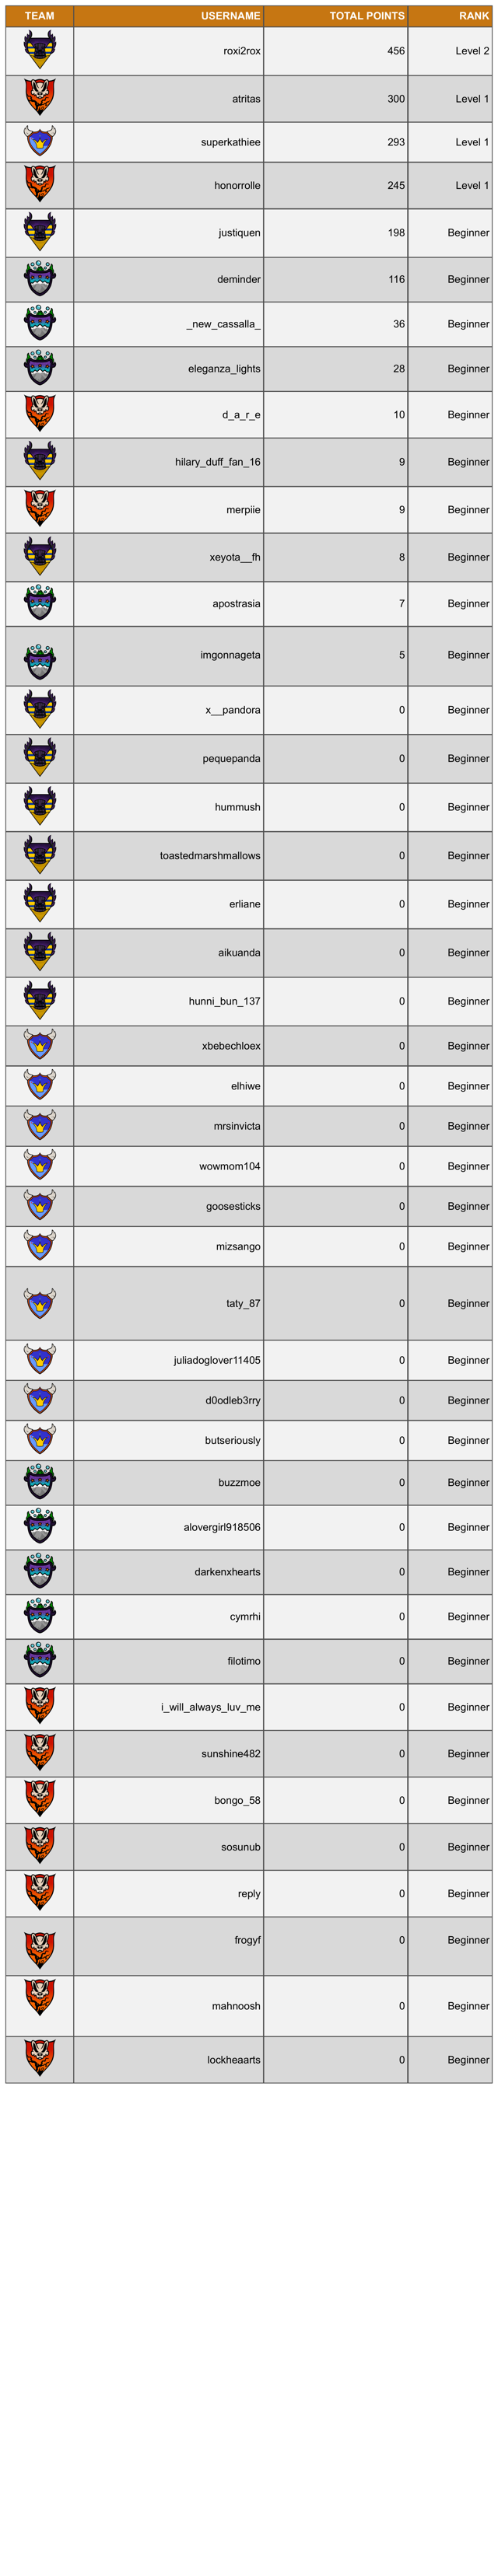 TEAM USERNAME TOTAL POINTS RANK
roxi2rox 456 Level 2
atritas 300 Level 1
superkathiee 293 Level 1
honorrolle 245 Level 1
justiquen 198 Beginner
deminder 116 Beginner
_new_cassalla_ 36 Beginner
eleganza_lights 28 Beginner
d_a_r_e 10 Beginner
hilary_duff_fan_16 9 Beginner
merpiie 9 Beginner
xeyota__fh 8 Beginner
apostrasia 7 Beginner
imgonnageta 5 Beginner
x__pandora 0 Beginner
pequepanda 0 Beginner
hummush 0 Beginner
toastedmarshmallows 0 Beginner
erliane 0 Beginner
aikuanda 0 Beginner
hunni_bun_137 0 Beginner
xbebechloex 0 Beginner
elhiwe 0 Beginner
mrsinvicta 0 Beginner
wowmom104 0 Beginner
goosesticks 0 Beginner
mizsango 0 Beginner
taty_87 0 Beginner
juliadoglover11405 0 Beginner
d0odleb3rry 0 Beginner
butseriously 0 Beginner
buzzmoe 0 Beginner
alovergirl918506 0 Beginner
darkenxhearts 0 Beginner
cymrhi 0 Beginner
filotimo 0 Beginner
i_will_always_luv_me 0 Beginner
sunshine482 0 Beginner
bongo_58 0 Beginner
sosunub 0 Beginner
reply 0 Beginner
frogyf 0 Beginner
mahnoosh 0 Beginner
lockheaarts 0 Beginner